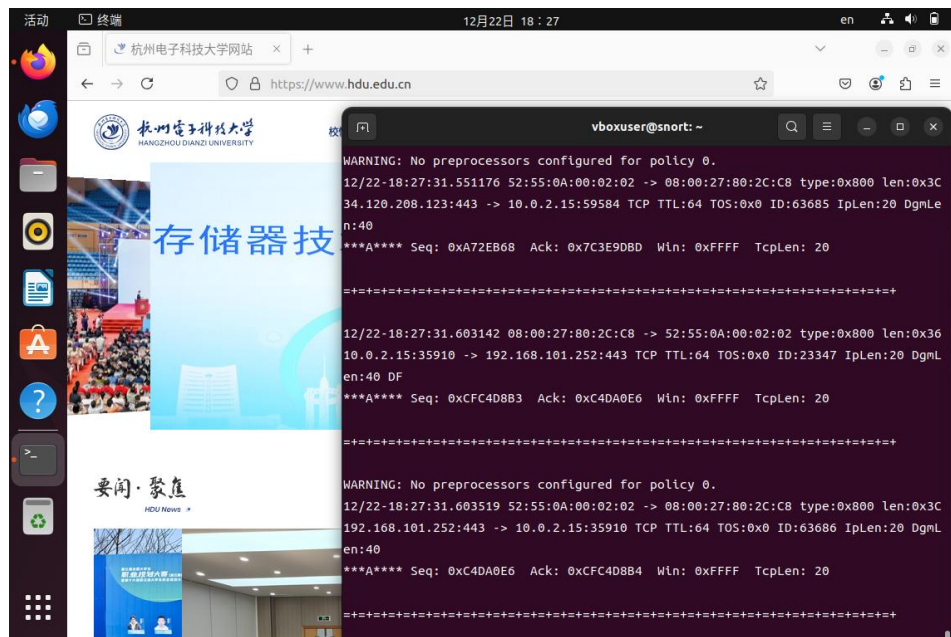 活动
终端
12月22日 18：27
en
杭州电子科技大学网站
https://www.hdu.edu.cn
杭州电子科技大学
HANGZHOU DIANZI UNIVERSITY
存储器技
要闻·聚焦
HDU News
vboxuser@snort: ~
WARNING: No preprocessors configured for policy 0.
12/22-18:27:31.551176 52:55:0A:00:02:02 -> 08:00:27:80:2C:C8 type:0x800 len:0x3C
34.120.208.123:443 -> 10.0.2.15:59584 TCP TTL:64 TOS:0x0 ID:63685 IpLen:20 DgmLe
n:40
***A**** Seq: 0xA72EB68  Ack: 0x7C3E9DBD  Win: 0xFFFF  TcpLen: 20
=+=+=+=+=+=+=+=+=+=+=+=+=+=+=+=+=+=+=+=+=+=+=+=+=+=+=+=+=+=+=+=+=+=+=+=+=+
12/22-18:27:31.603142 08:00:27:80:2C:C8 -> 52:55:0A:00:02:02 type:0x800 len:0x36
10.0.2.15:35910 -> 192.168.101.252:443 TCP TTL:64 TOS:0x0 ID:23347 IpLen:20 DgmL
en:40 DF
***A**** Seq: 0xCFC4D8B3  Ack: 0xC4DA0E6  Win: 0xFFFF  TcpLen: 20
=+=+=+=+=+=+=+=+=+=+=+=+=+=+=+=+=+=+=+=+=+=+=+=+=+=+=+=+=+=+=+=+=+=+=+=+=+
WARNING: No preprocessors configured for policy 0.
12/22-18:27:31.603519 52:55:0A:00:02:02 -> 08:00:27:80:2C:C8 type:0x800 len:0x3C
192.168.101.252:443 -> 10.0.2.15:35910 TCP TTL:64 TOS:0x0 ID:63686 IpLen:20 DgmL
en:40
***A**** Seq: 0xC4DA0E6  Ack: 0xCFC4D8B4  Win: 0xFFFF  TcpLen: 20
=+=+=+=+=+=+=+=+=+=+=+=+=+=+=+=+=+=+=+=+=+=+=+=+=+=+=+=+=+=+=+=+=+=+=+=+=+